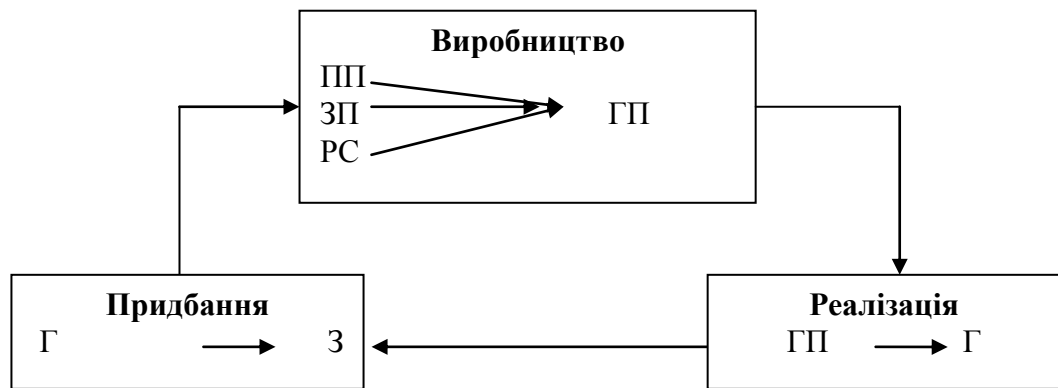 Виробництво
ПП
ЗП ГП
РС
Придбання
Г З
Реалізація
ГП Г